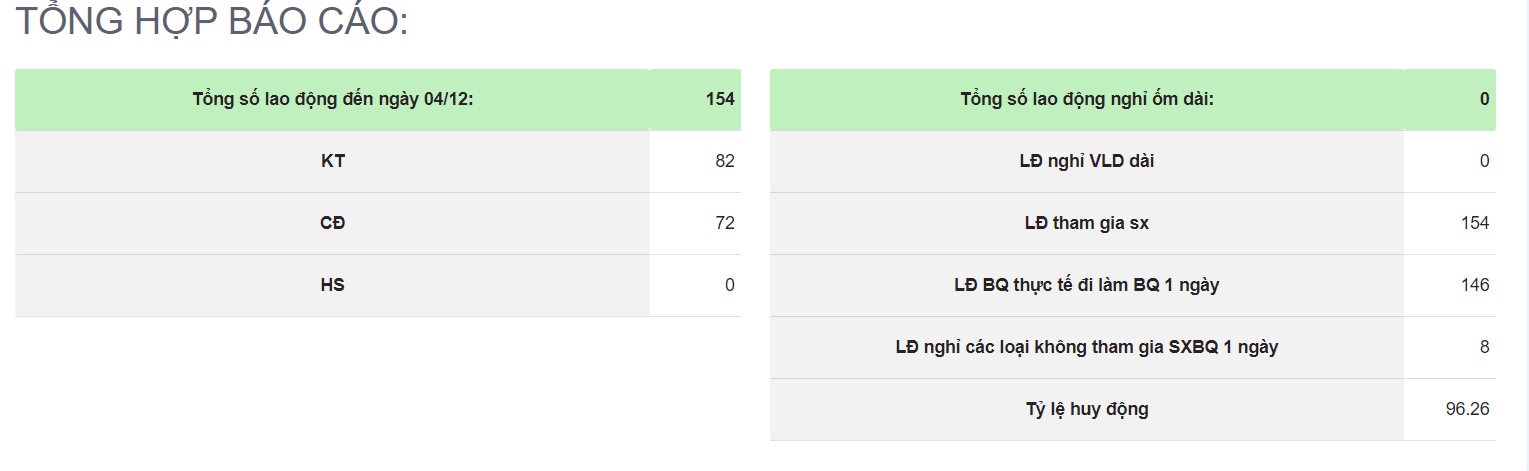 TỔNG HỢP BÁO CÁO:
Tổng số lao động đến ngày 04/12: 154
KT 82
CĐ 72
HS 0
Tổng số lao động nghỉ ốm dài: 0
LĐ nghỉ VLD dài 0
LĐ tham gia sx 154
LĐ BQ thực tế đi làm BQ 1 ngày 146
LĐ nghỉ các loại không tham gia SXBQ 1 ngày 8
Tỷ lệ huy động 96.26